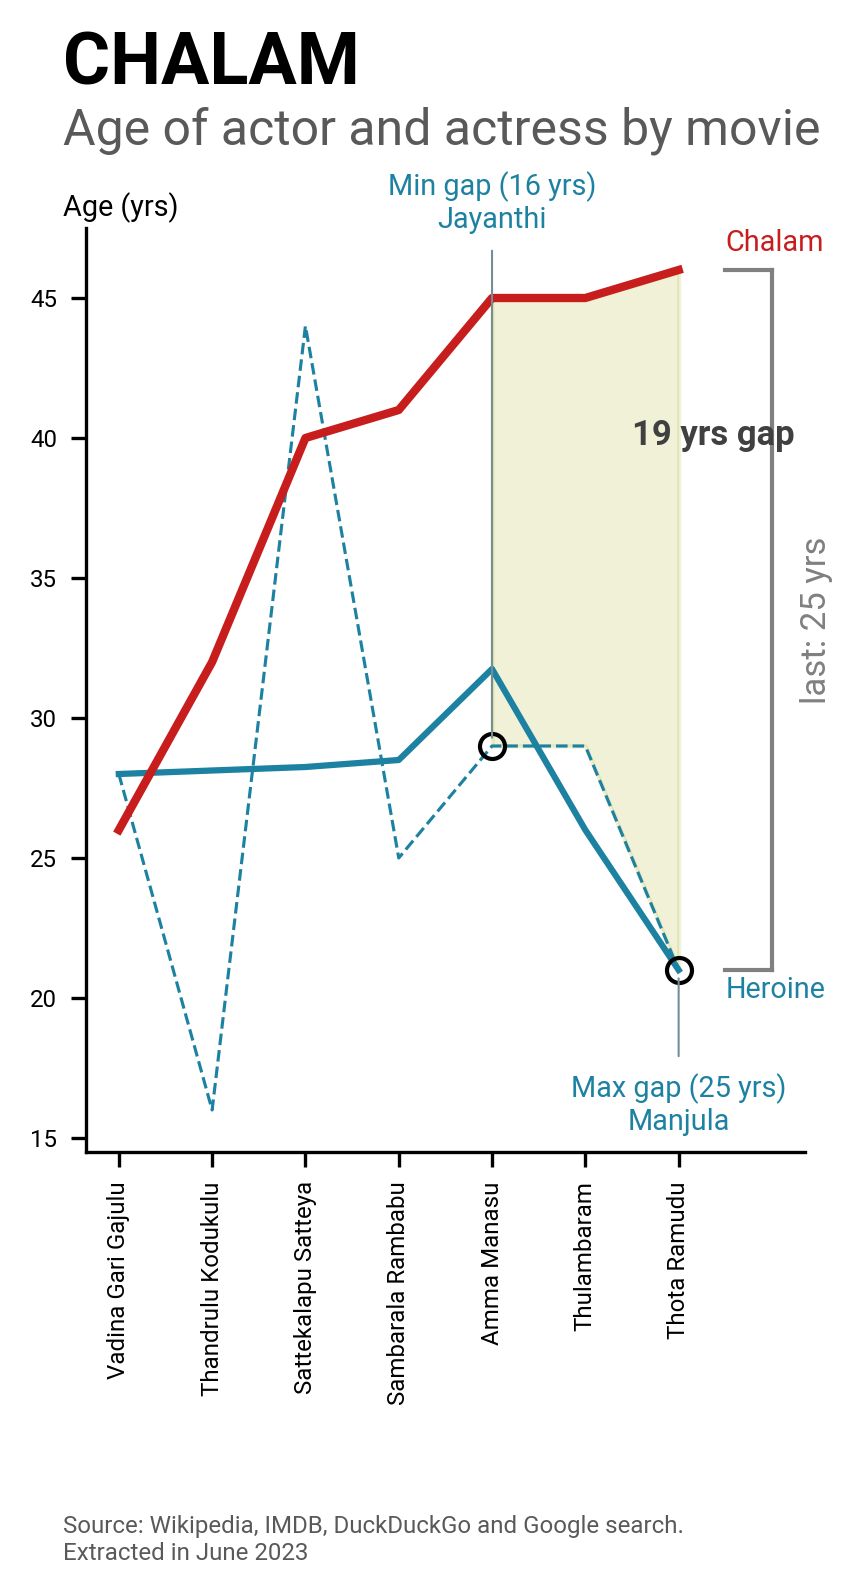 CHALAM
Age of actor and actress by movie
Min gap (16 yrs)
Jayanthi
Age (yrs)
Chalam
45
40
35
30
25
20
15
19 yrs gap
last: 25 yrs
Heroine
Max gap (25 yrs)
Manjula
Vadina Gari Gajulu
Thandrulu Kodukulu
Sattekalapu Satteya
Sambarala Rambabu
Amma Manasu
Thulambaram
Thota Ramudu
Source: Wikipedia, IMDB, DuckDuckGo and Google search.
Extracted in June 2023